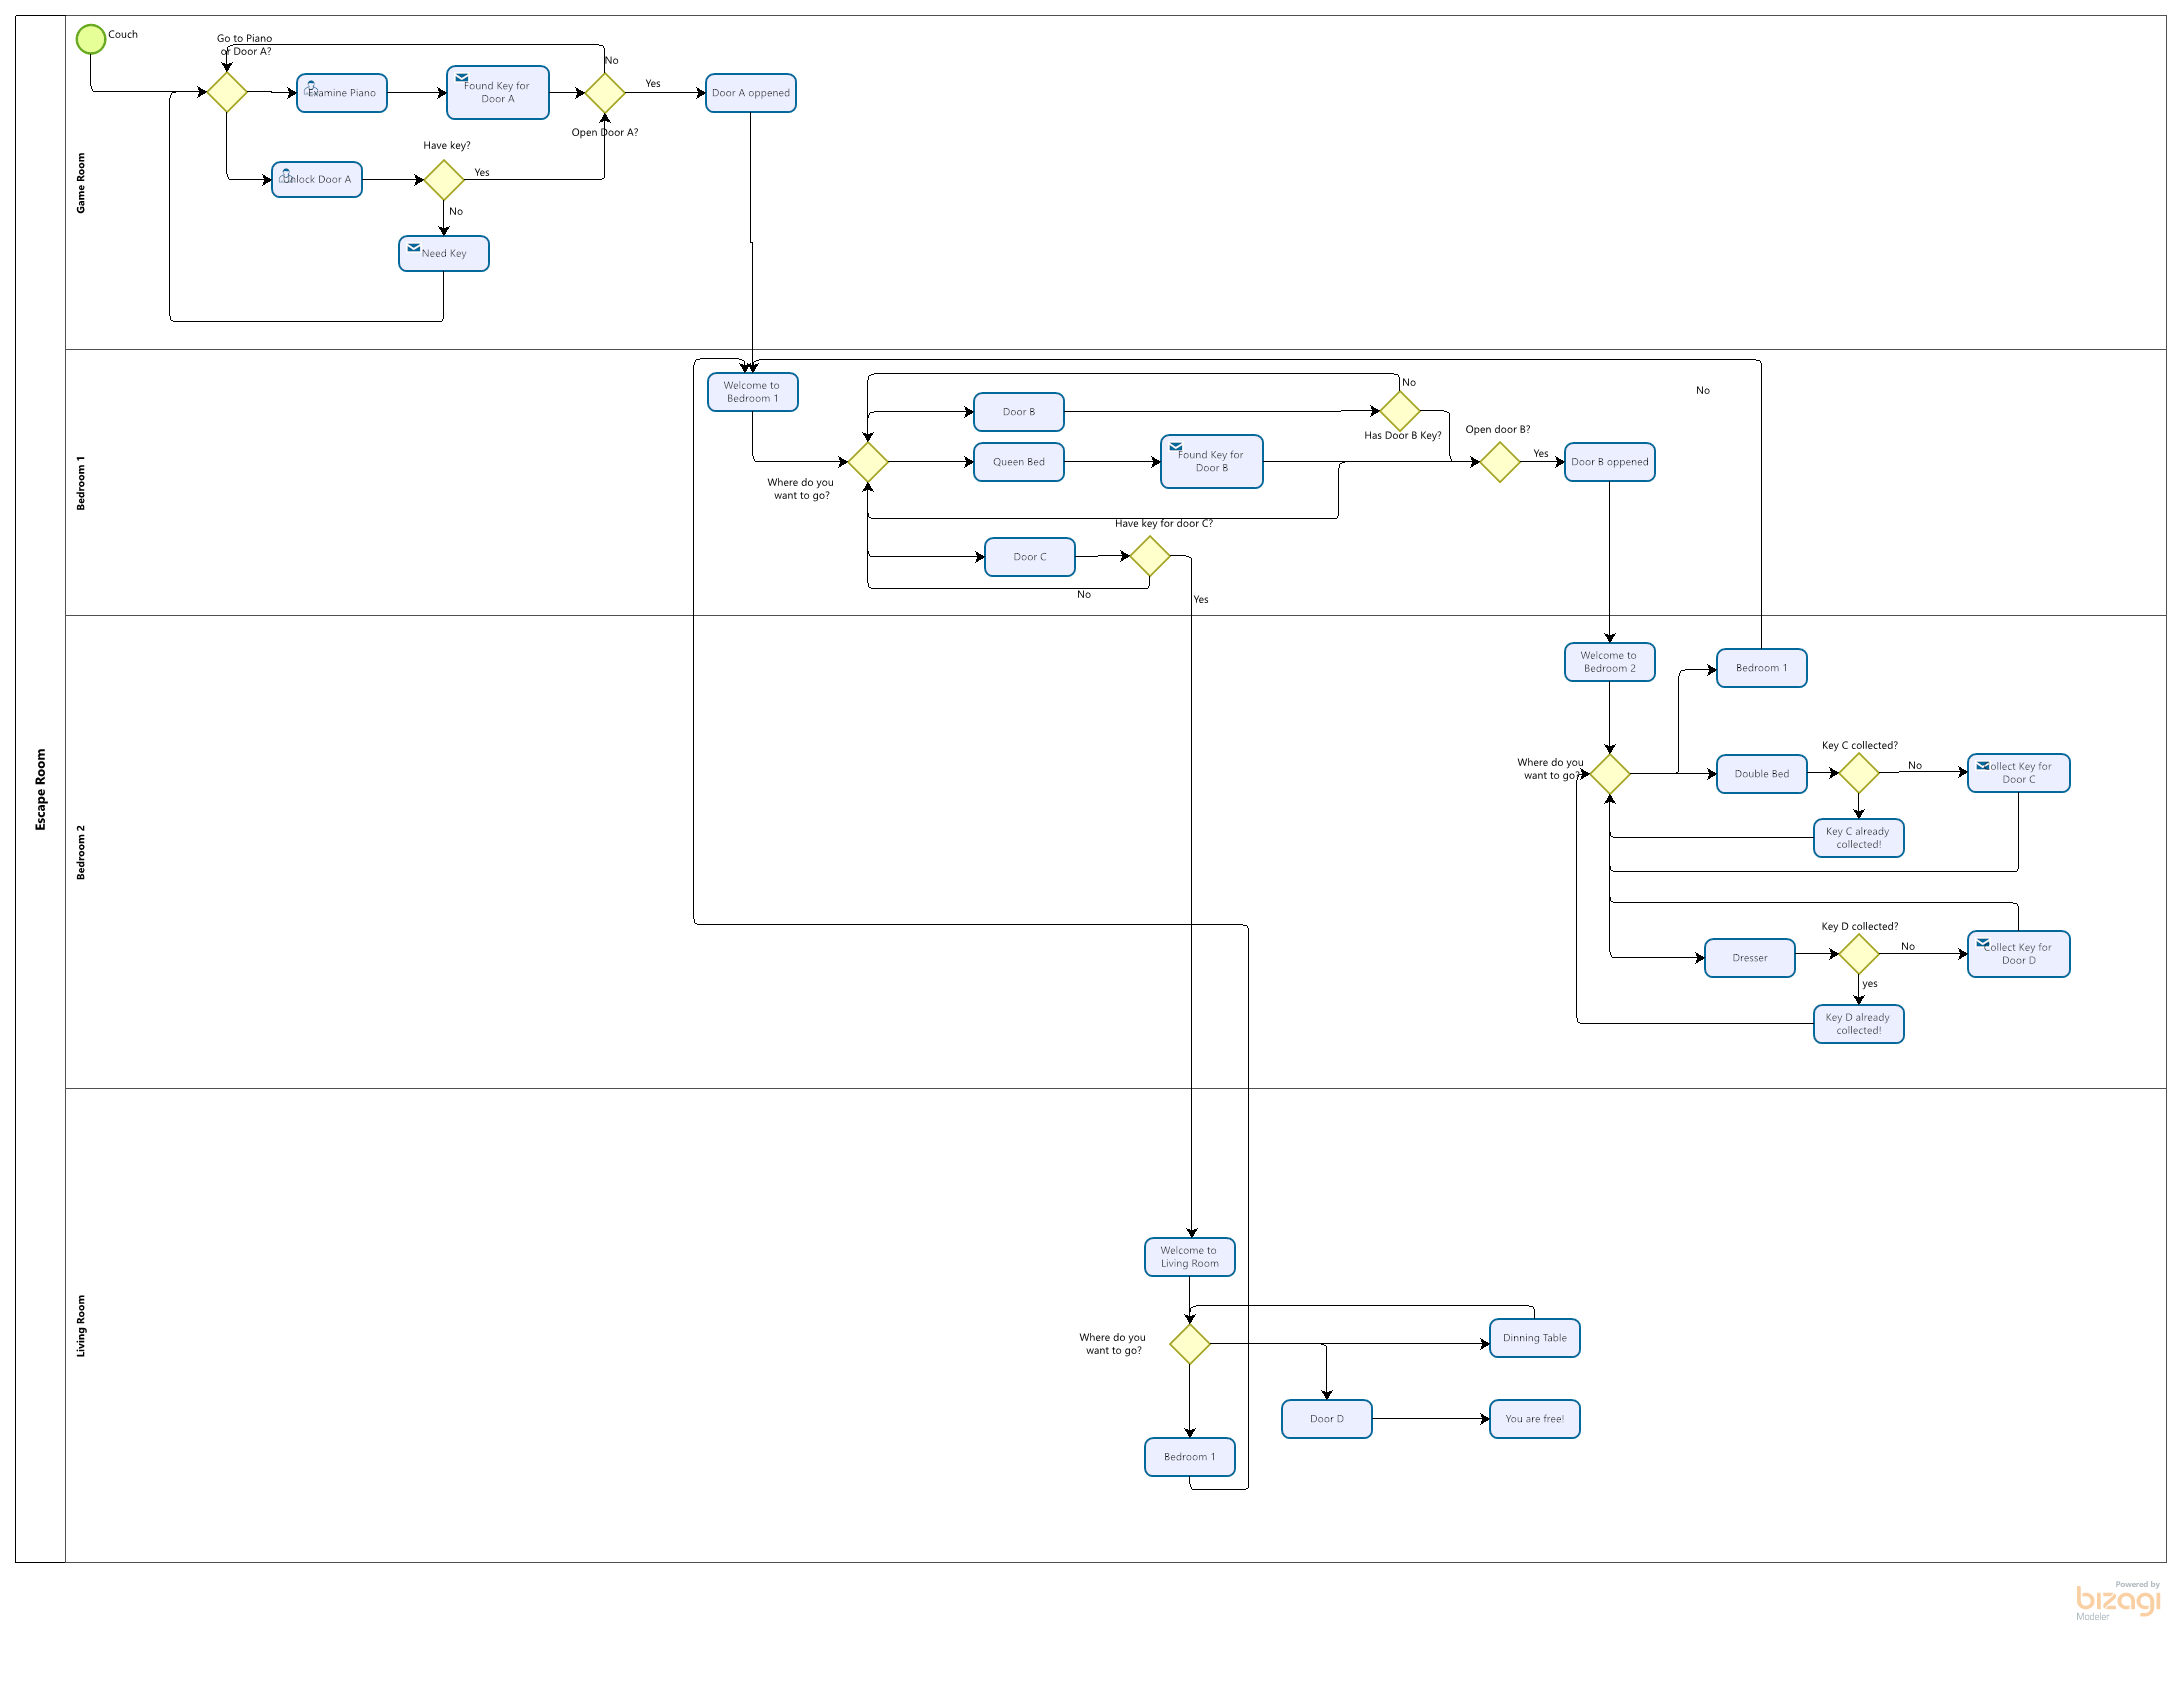 Escape Room
Game Room
Couch
Go to Piano
or Door A?
Examine Piano
Found Key for
Door A
No
Yes
Door A oppened
Open Door A?
Have key?
Unlock Door A
Yes
No
Need Key
Bedroom 1
Welcome to
Bedroom 1
No
No
Door B
Has Door B Key?
Open door B?
Queen Bed
Found Key for
Door B
Yes
Door B oppened
Where do you
want to go?
Have key for door C?
Door C
No
Yes
Bedroom 2
Welcome to
Bedroom 2
Bedroom 1
Where do you
want to go?
Double Bed
Key C collected?
No
Collect Key for
Door C
Key C already
collected!
Key D collected?
Dresser
No
Collect Key for
Door D
yes
Key D already
collected!
Living Room
Welcome to
Living Room
Where do you
want to go?
Dinning Table
Door D
You are free!
Bedroom 1
Powered by
bizagi
Modeler